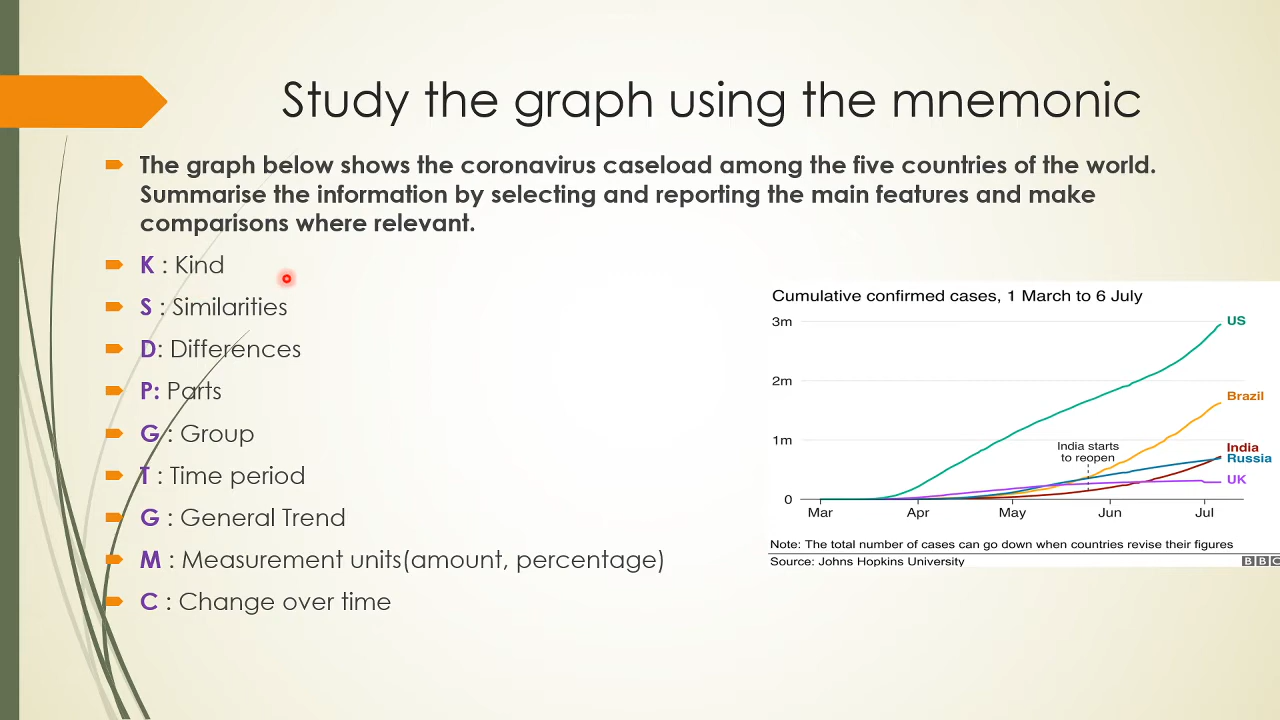 Study the graph using the mnemonic
The graph below shows the coronavirus caseload among the five countries of the world.
Summarise the information by selecting and reporting the main features and make
comparisons where relevant.
K : Kind
S : Similarities
D: Differences
P: Parts
G : Group
T : Time period
G : General Trend
M : Measurement units(amount, percentage)
C : Change over time
Cumulative confirmed cases, 1 March to 6 July
3m
US
2m
Brazil
1m
India starts
to reopen
India
Russia
UK
0
Mar Apr May Jun Jul
Note: The total number of cases can go down when countries revise their figures
Source: Johns Hopkins University
BBC